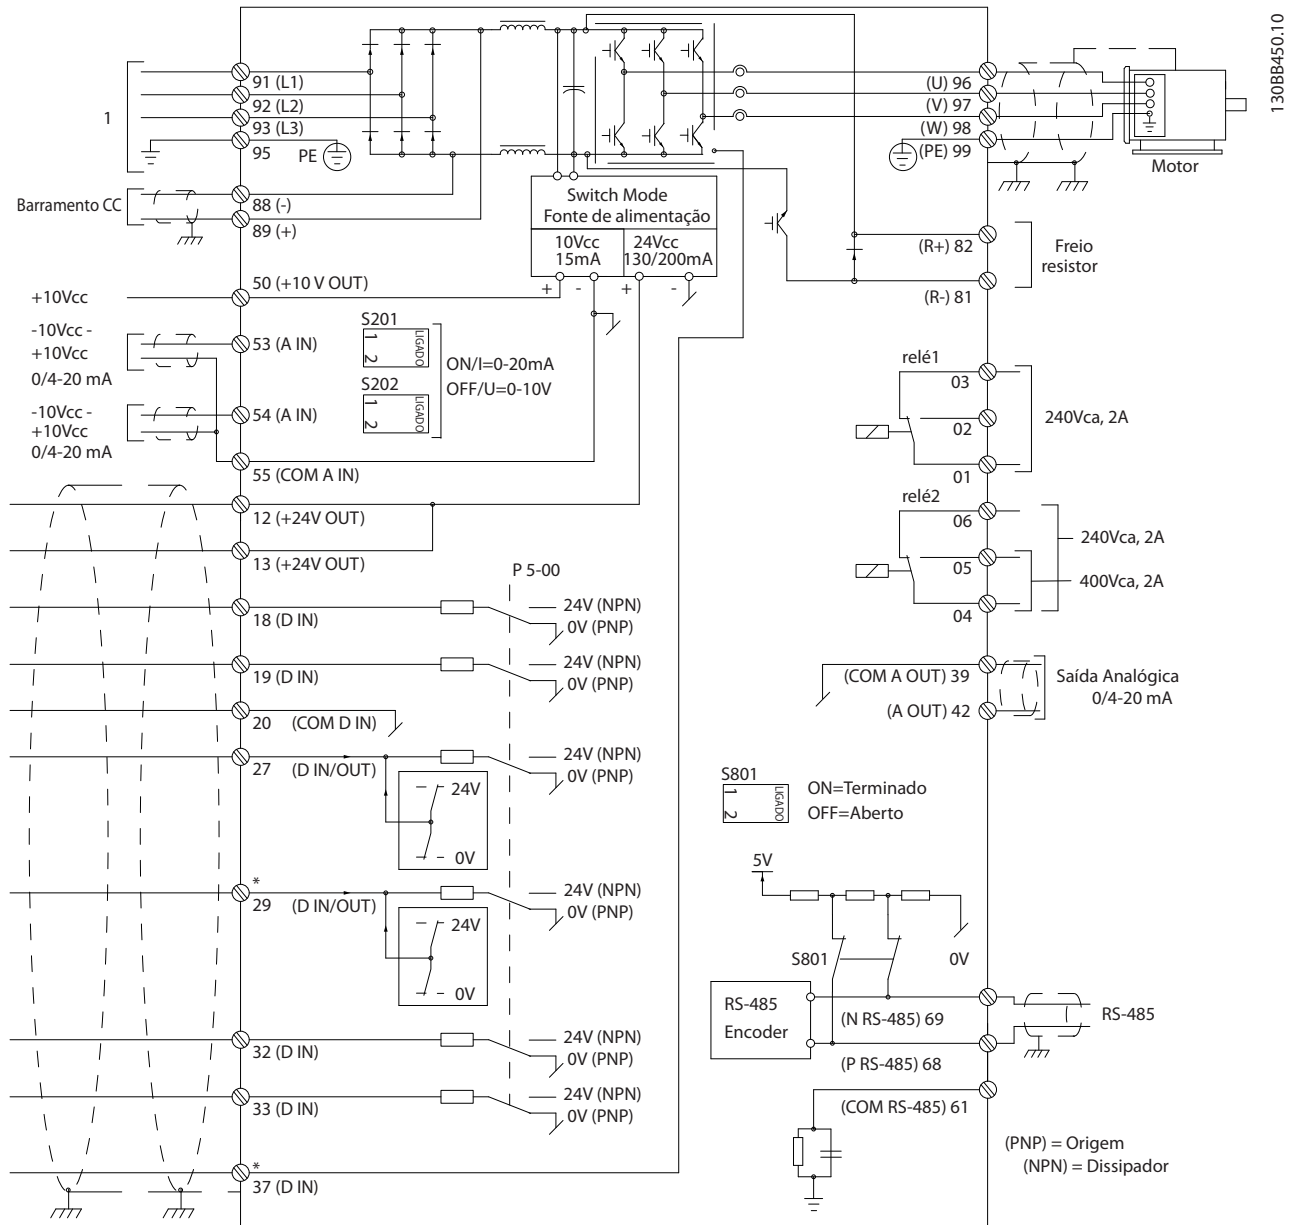 130BB450.10
1
91 (L1)
92 (L2)
93 (L3)
95
PE
Barramento CC
88 (-)
89 (+)
Switch Mode
Fonte de alimentação
10Vcc
15mA
24Vcc
130/200mA
+ - + -
(U) 96
(V) 97
(W) 98
(PE) 99
Motor
(R+) 82
(R-) 81
Freio
resistor
50 (+10 V OUT)
+10Vcc
-10Vcc -
+10Vcc
0/4-20 mA
53 (A IN)
-10Vcc -
+10Vcc
0/4-20 mA
54 (A IN)
55 (COM A IN)
S201
1
2
LIGADO
S202
1
2
LIGADO
ON/I=0-20mA
OFF/U=0-10V
relé1
03
02
01
240Vca, 2A
relé2
06
05
04
240Vca, 2A
400Vca, 2A
12 (+24V OUT)
13 (+24V OUT)
P 5-00
18 (D IN)
24V (NPN)
0V (PNP)
19 (D IN)
24V (NPN)
0V (PNP)
20 (COM D IN)
27 (D IN/OUT)
24V (NPN)
0V (PNP)
24V
0V
*
29 (D IN/OUT)
24V (NPN)
0V (PNP)
24V
0V
32 (D IN)
24V (NPN)
0V (PNP)
33 (D IN)
24V (NPN)
0V (PNP)
*
37 (D IN)
(COM A OUT) 39
(A OUT) 42
Saída Analógica
0/4-20 mA
S801
1
2
LIGADO
ON=Terminado
OFF=Aberto
5V
S801
0V
RS-485
Encoder
(N RS-485) 69
(P RS-485) 68
RS-485
(COM RS-485) 61
(PNP) = Origem
(NPN) = Dissipador